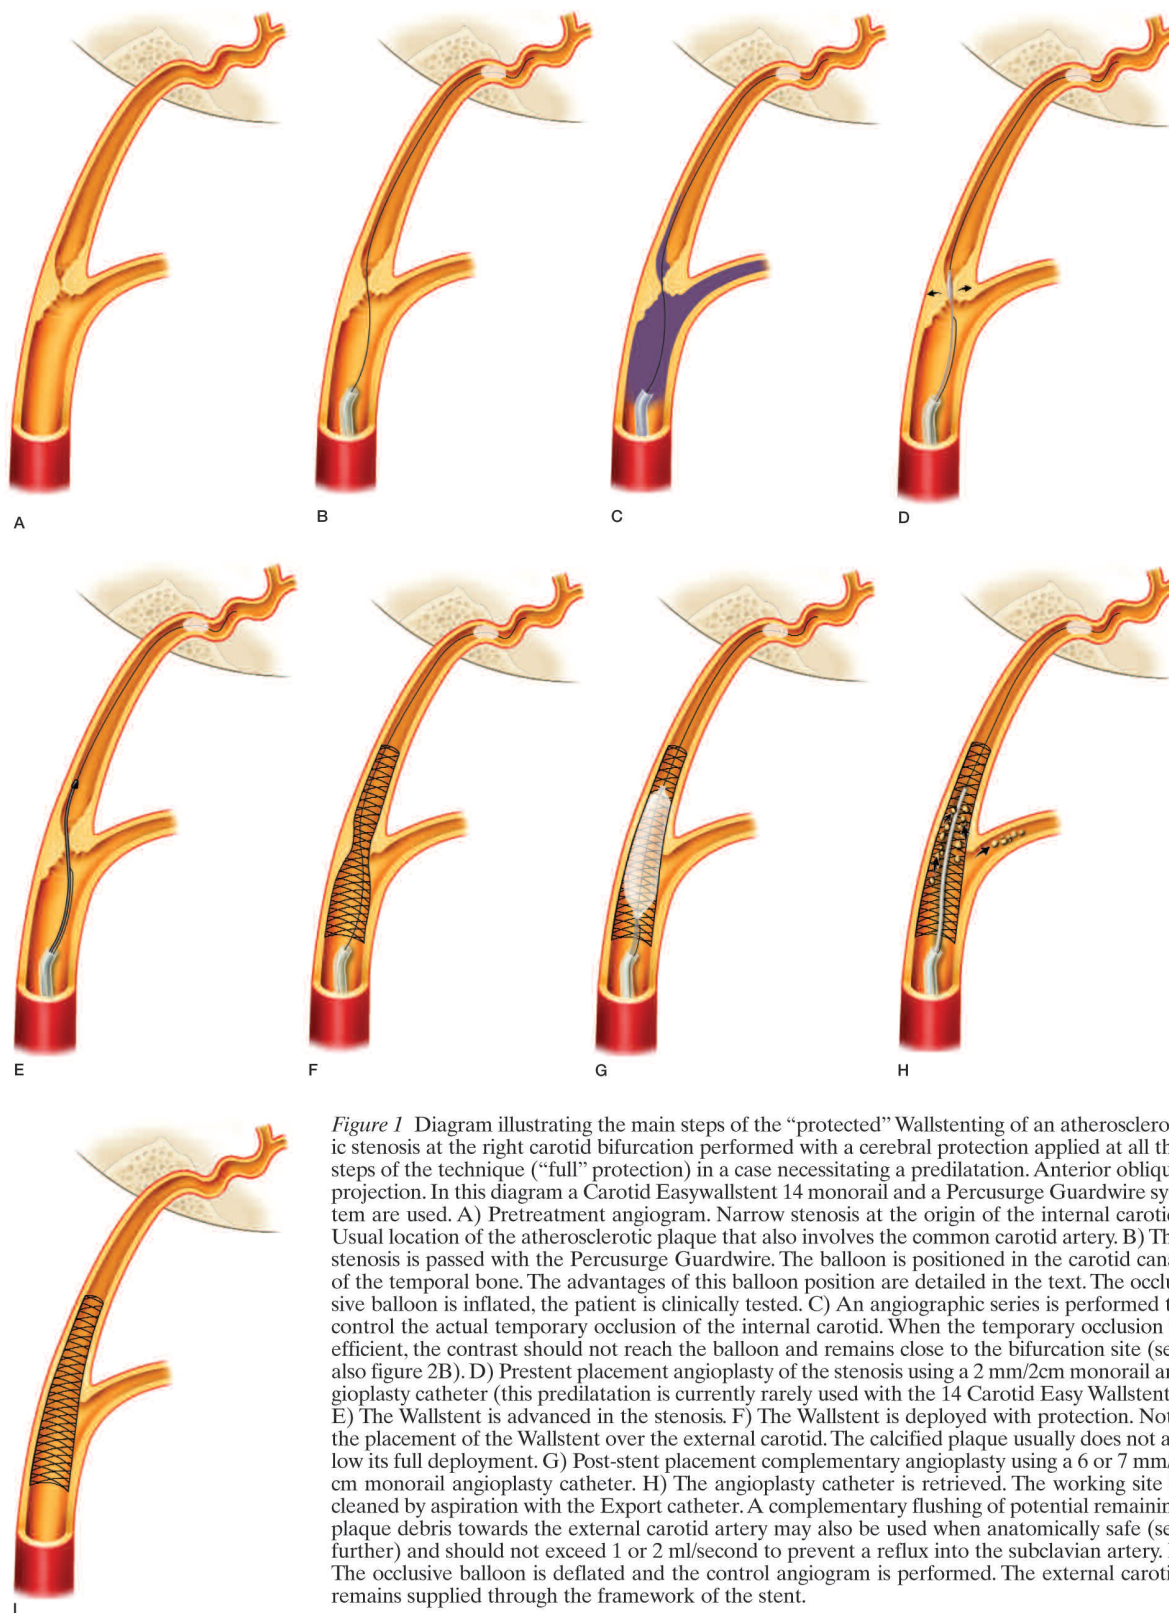 A
B
C
D
E
F
G
H
Figure 1 Diagram illustrating the main steps of the “protected” Wallstenting of an atherosclero
ic stenosis at the right carotid bifurcation performed with a cerebral protection applied at all th
steps of the technique (“full” protection) in a case necessitating a predilatation. Anterior obliqu
projection. In this diagram a Carotid Easywallstent 14 monorail and a Percusurge Guardwire sy
tem are used. A) Pretreatment angiogram. Narrow stenosis at the origin of the internal carotid
Usual location of the atherosclerotic plaque that also involves the common carotid artery. B) Th
stenosis is passed with the Percusurge Guardwire. The balloon is positioned in the carotid cana
of the temporal bone. The advantages of this balloon position are detailed in the text. The occlu
sive balloon is inflated, the patient is clinically tested. C) An angiographic series is performed t
control the actual temporary occlusion of the internal carotid. When the temporary occlusion
efficient, the contrast should not reach the balloon and remains close to the bifurcation site (se
also figure 2B). D) Prestent placement angioplasty of the stenosis using a 2 mm/2cm monorail an
gioplasty catheter (this predilatation is currently rarely used with the 14 Carotid Easy Wallstent
E) The Wallstent is advanced in the stenosis. F) The Wallstent is deployed with protection. Not
the placement of the Wallstent over the external carotid. The calcified plaque usually does not a
low its full deployment. G) Post-stent placement complementary angioplasty using a 6 or 7 mm/
cm monorail angioplasty catheter. H) The angioplasty catheter is retrieved. The working site
cleaned by aspiration with the Export catheter. A complementary flushing of potential remainin
plaque debris towards the external carotid artery may also be used when anatomically safe (se
further) and should not exceed 1 or 2 ml/second to prevent a reflux into the subclavian artery.
The occlusive balloon is deflated and the control angiogram is performed. The external caroti
remains supplied through the framework of the stent.
I